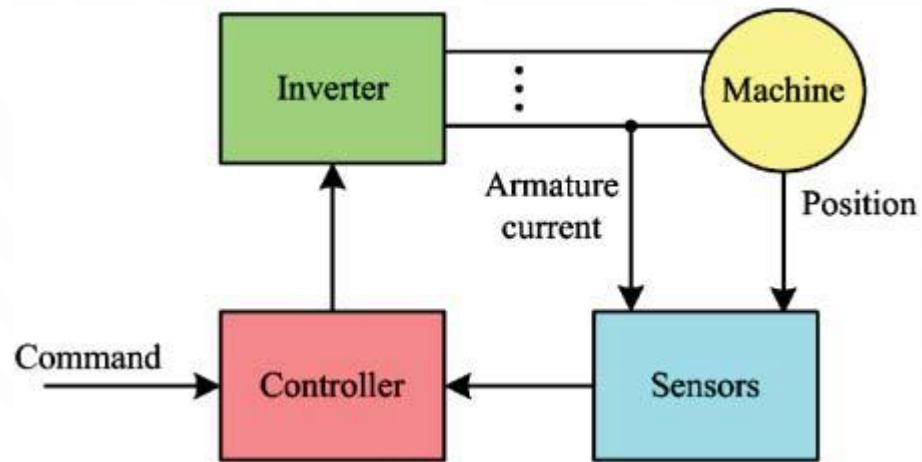 Inverter
Machine
Armature
current
Position
Command
Controller
Sensors